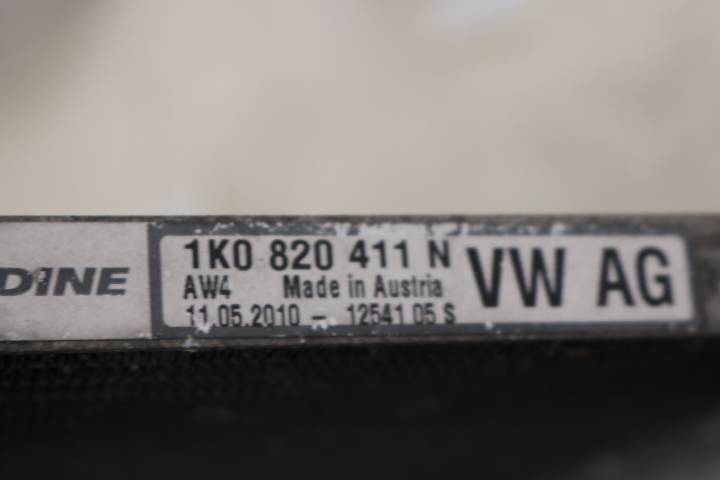 DINE
1K0 820 411 N
AW4 Made in Austria
11.05.2010 – 12541 05 S
VW AG